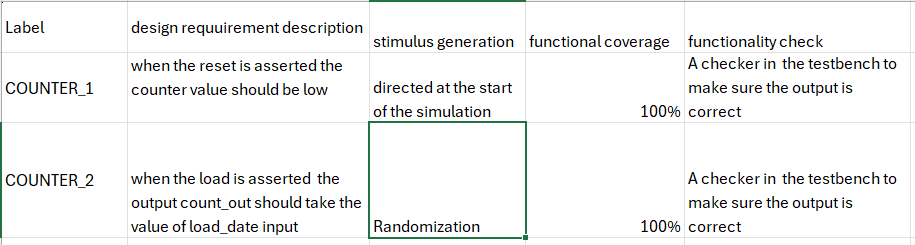 Label
design requuirement description
stimulus generation
functional coverage
functionality check
COUNTER_1
when the reset is asserted the
counter value should be low
directed at the start
of the simulation
100%
A checker in the testbench to
make sure the output is
correct
COUNTER_2
when the load is asserted the
output count_out should take the
value of load_date input
Randomization
100%
A checker in the testbench to
make sure the output is
correct